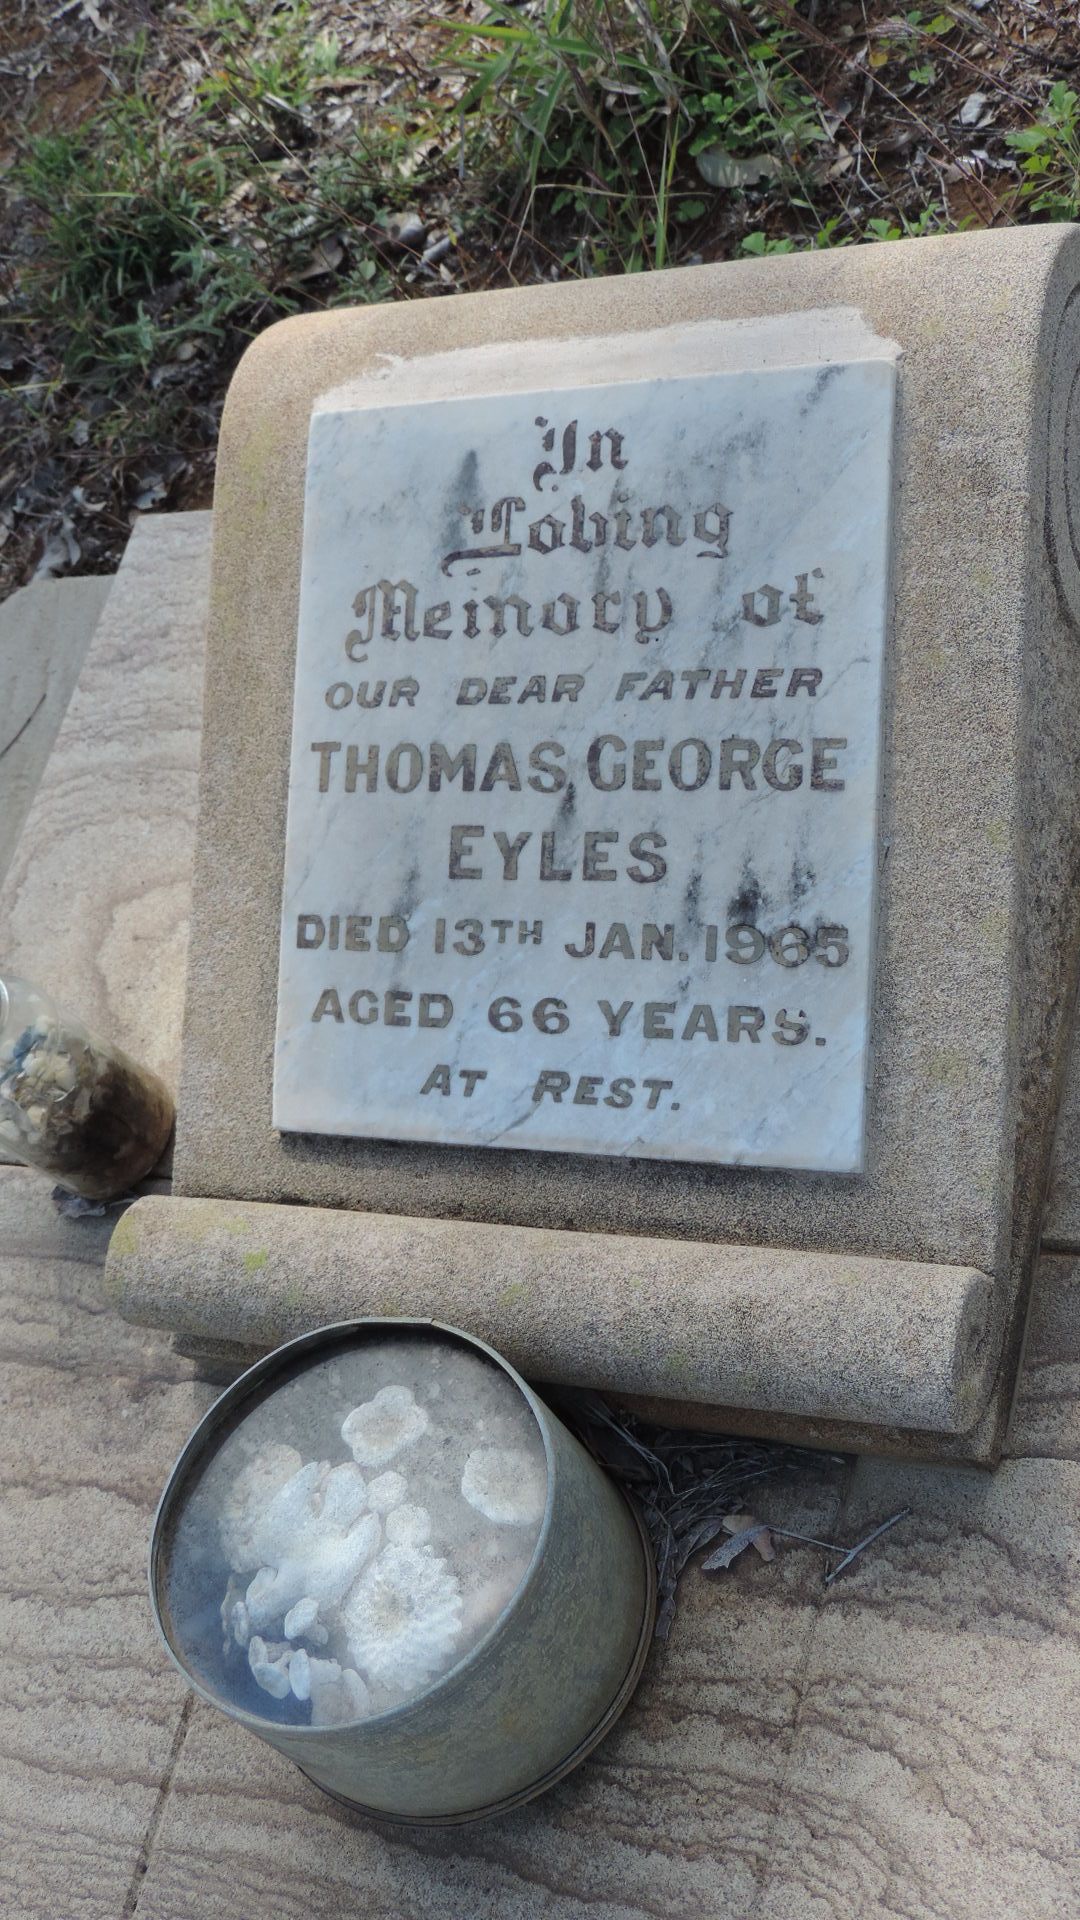 In
Loving
Memory of
OUR DEAR FATHER
THOMAS GEORGE
EYLES
DIED 13TH JAN. 1965
AGED 66 YEARS.
AT REST.